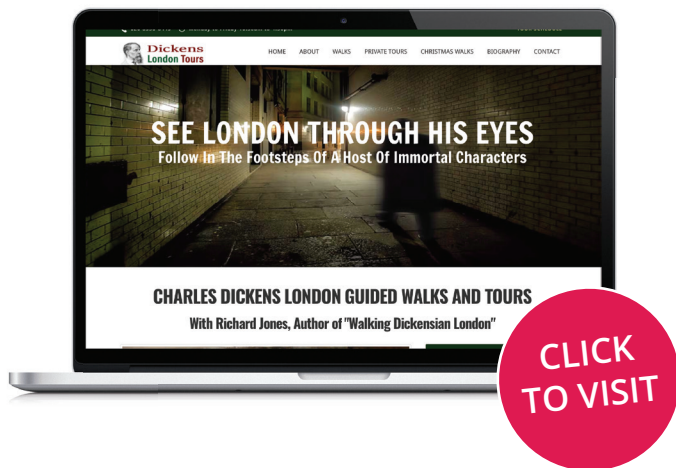 Dickens
London Tours
HOME ABOUT WALKS PRIVATE TOURS CHRISTMAS WALKS BIOGRAPHY CONTACT
SEE LONDON THROUGH HIS EYES
Follow In The Footsteps Of A Host Of Immortal Characters
CHARLES DICKENS LONDON GUIDED WALKS AND TOURS
With Richard Jones, Author of "Walking Dickensian London"
CLICK
TO VISIT